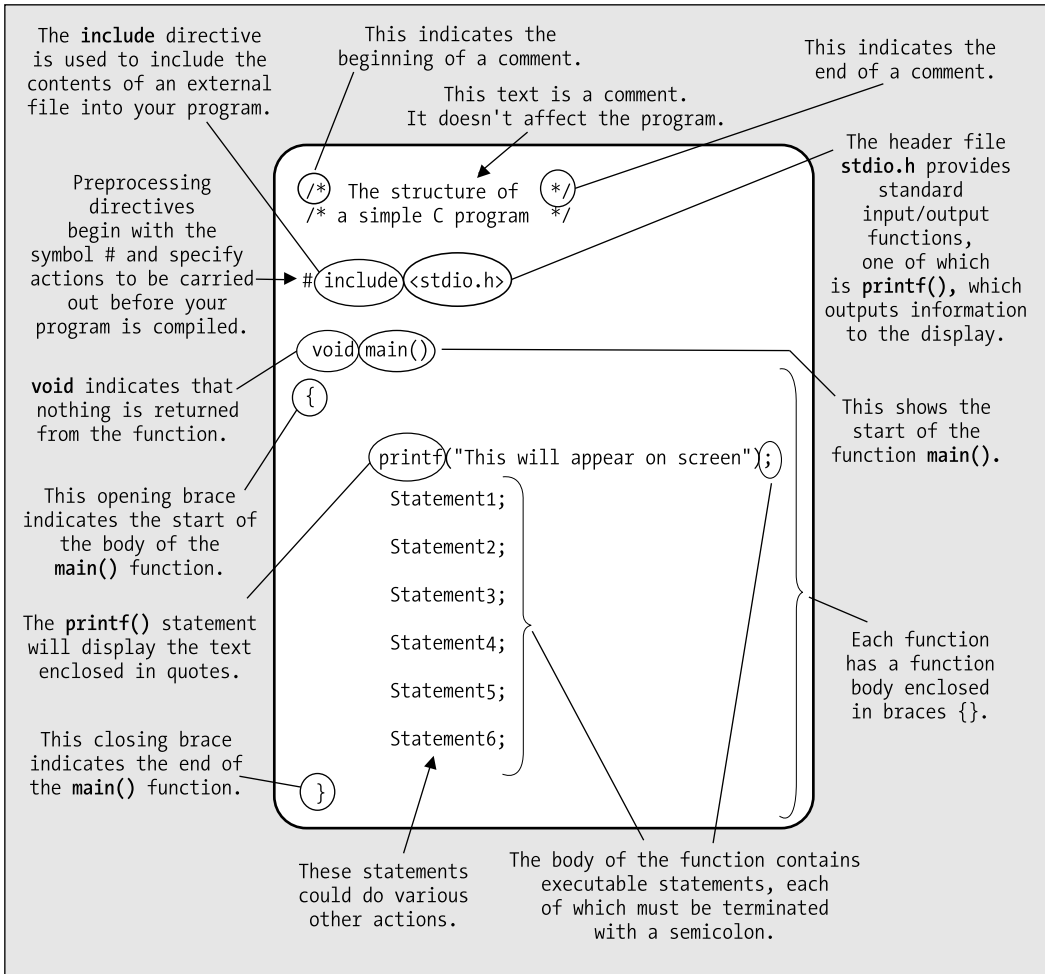 The include directive
is used to include the
contents of an external
file into your program.
This indicates the
beginning of a comment.
This text is a comment.
It doesn't affect the program.
This indicates the
end of a comment.
Preprocessing
directives
begin with the
symbol # and specify
actions to be carried
out before your
program is compiled.
The header file
stdio.h provides
standard
input/output
functions,
one of which
is printf(), which
outputs information
to the display.
/* The structure of */
/* a simple C program */
#include<stdio.h>
void main()
{
printf("This will appear on screen");
Statement1;
Statement2;
Statement3;
Statement4;
Statement5;
Statement6;
}
void indicates that
nothing is returned
from the function.
This opening brace
indicates the start of
the body of the
main() function.
The printf() statement
will display the text
enclosed in quotes.
This closing brace
indicates the end of
the main() function.
This shows the
start of the
function main().
Each function
has a function
body enclosed
in braces {}.
These statements
could do various
other actions.
The body of the function contains
executable statements, each
of which must be terminated
with a semicolon.